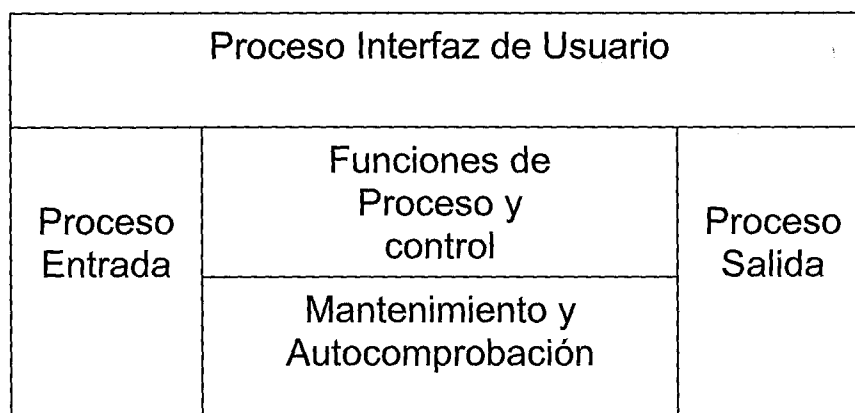 Proceso Interfaz de Usuario
Proceso
Entrada
Funciones de
Proceso y
control
Mantenimiento y
Autocomprobación
Proceso
Salida